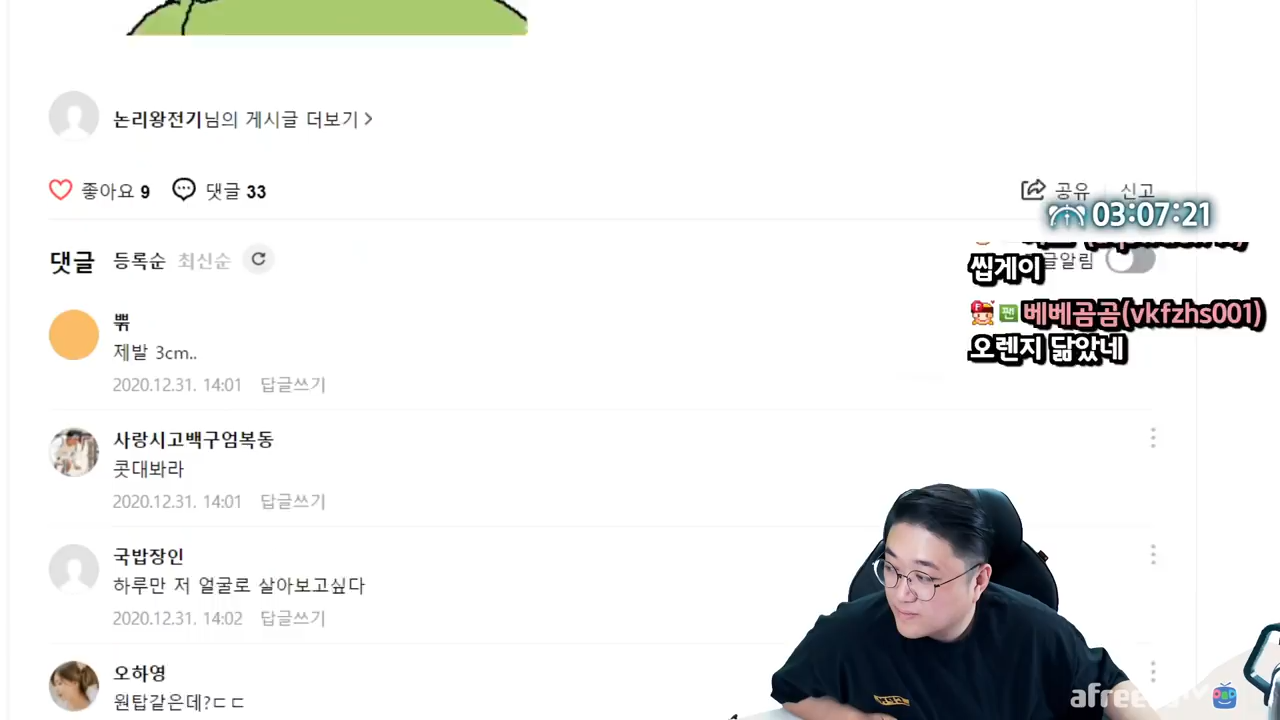 논리왕전기님의 게시글 더보기 >
좋아요 9 댓글 33
공유 신고
03:07:21
댓글 등록순 최신순
글알림
씹게이
팬 베베곰곰(vkfzhs001)
오렌지 닮았네
뿎
제발 3cm..
2020.12.31. 14:01 답글쓰기
사랑시고백구엄복동
콧대봐라
2020.12.31. 14:01 답글쓰기
국밥장인
하루만 저 얼굴로 살아보고싶다
2020.12.31. 14:02 답글쓰기
오하영
원탑같은데?ㄷㄷ